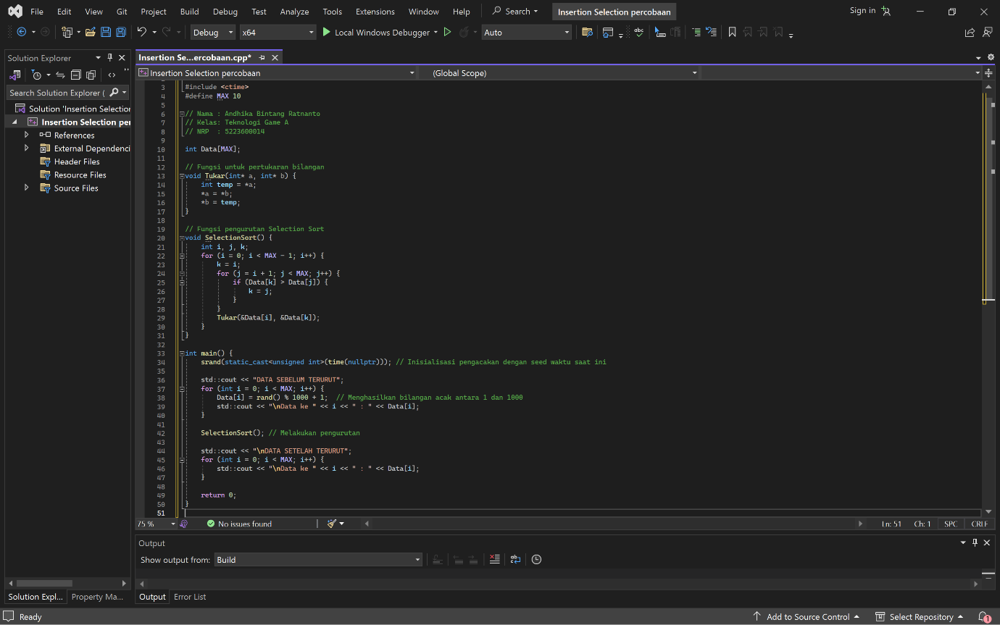 File Edit View Git Project Build Debug Test Analyze Tools Extensions Window Help Search Insertion Selection percobaan Sign in
Debug x64 Local Windows Debugger Auto
Solution Explorer
Search Solution Explorer (
Solution 'Insertion Selection
Insertion Selection per
References
External Dependenci
Header Files
Resource Files
Source Files
Solution Expl... Property Ma...
Insertion Se...ercobaan.cpp*
Insertion Selection percobaan (Global Scope)
3 #include <ctime>
4 #define MAX 10
5
6 // Nama : Andhika Bintang Ratnanto
7 // Kelas: Teknologi Game A
8 // NRP  : 5223600014
9
10 int Data[MAX];
11
12 // Fungsi untuk pertukaran bilangan
13 void Tukar(int* a, int* b) {
14     int temp = *a;
15     *a = *b;
16     *b = temp;
17 }
18
19 // Fungsi pengurutan Selection Sort
20 void SelectionSort() {
21     int i, j, k;
22     for (i = 0; i < MAX - 1; i++) {
23         k = i;
24         for (j = i + 1; j < MAX; j++) {
25             if (Data[k] > Data[j]) {
26                 k = j;
27             }
28         }
29         Tukar(&Data[i], &Data[k]);
30     }
31 }
32
33 int main() {
34     srand(static_cast<unsigned int>(time(nullptr))); // Inisialisasi pengacakan dengan seed waktu saat ini
35
36     std::cout << "DATA SEBELUM TERURUT";
37     for (int i = 0; i < MAX; i++) {
38         Data[i] = rand() % 1000 + 1;  // Menghasilkan bilangan acak antara 1 dan 1000
39         std::cout << "\nData ke " << i << " : " << Data[i];
40     }
41
42     SelectionSort(); // Melakukan pengurutan
43
44     std::cout << "\nDATA SETELAH TERURUT";
45     for (int i = 0; i < MAX; i++) {
46         std::cout << "\nData ke " << i << " : " << Data[i];
47     }
48
49     return 0;
50 }
51
75 % No issues found Ln: 51 Ch: 1 SPC CRLF
Output
Show output from: Build
Output Error List
Ready Add to Source Control Select Repository 1